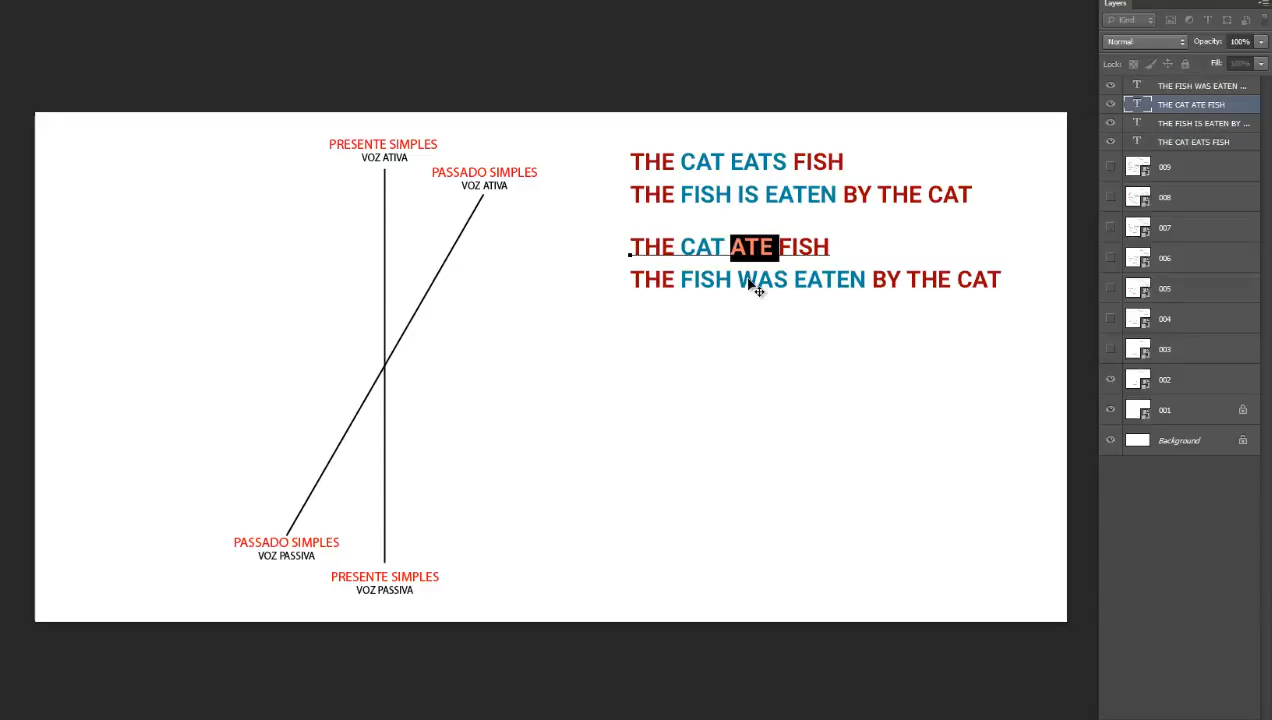 PRESENTE SIMPLES
VOZ ATIVA
PASSADO SIMPLES
VOZ ATIVA
PASSADO SIMPLES
VOZ PASSIVA
PRESENTE SIMPLES
VOZ PASSIVA
THE CAT EATS FISH
THE FISH IS EATEN BY THE CAT
THE CAT ATE FISH
THE FISH WAS EATEN BY THE CAT
Layers
Kind
Normal Opacity: 100%
Lock: Fill: 100%
THE FISH WAS EATEN ...
THE CAT ATE FISH
THE FISH IS EATEN BY ...
THE CAT EATS FISH
009
008
007
006
005
004
003
002
001
Background